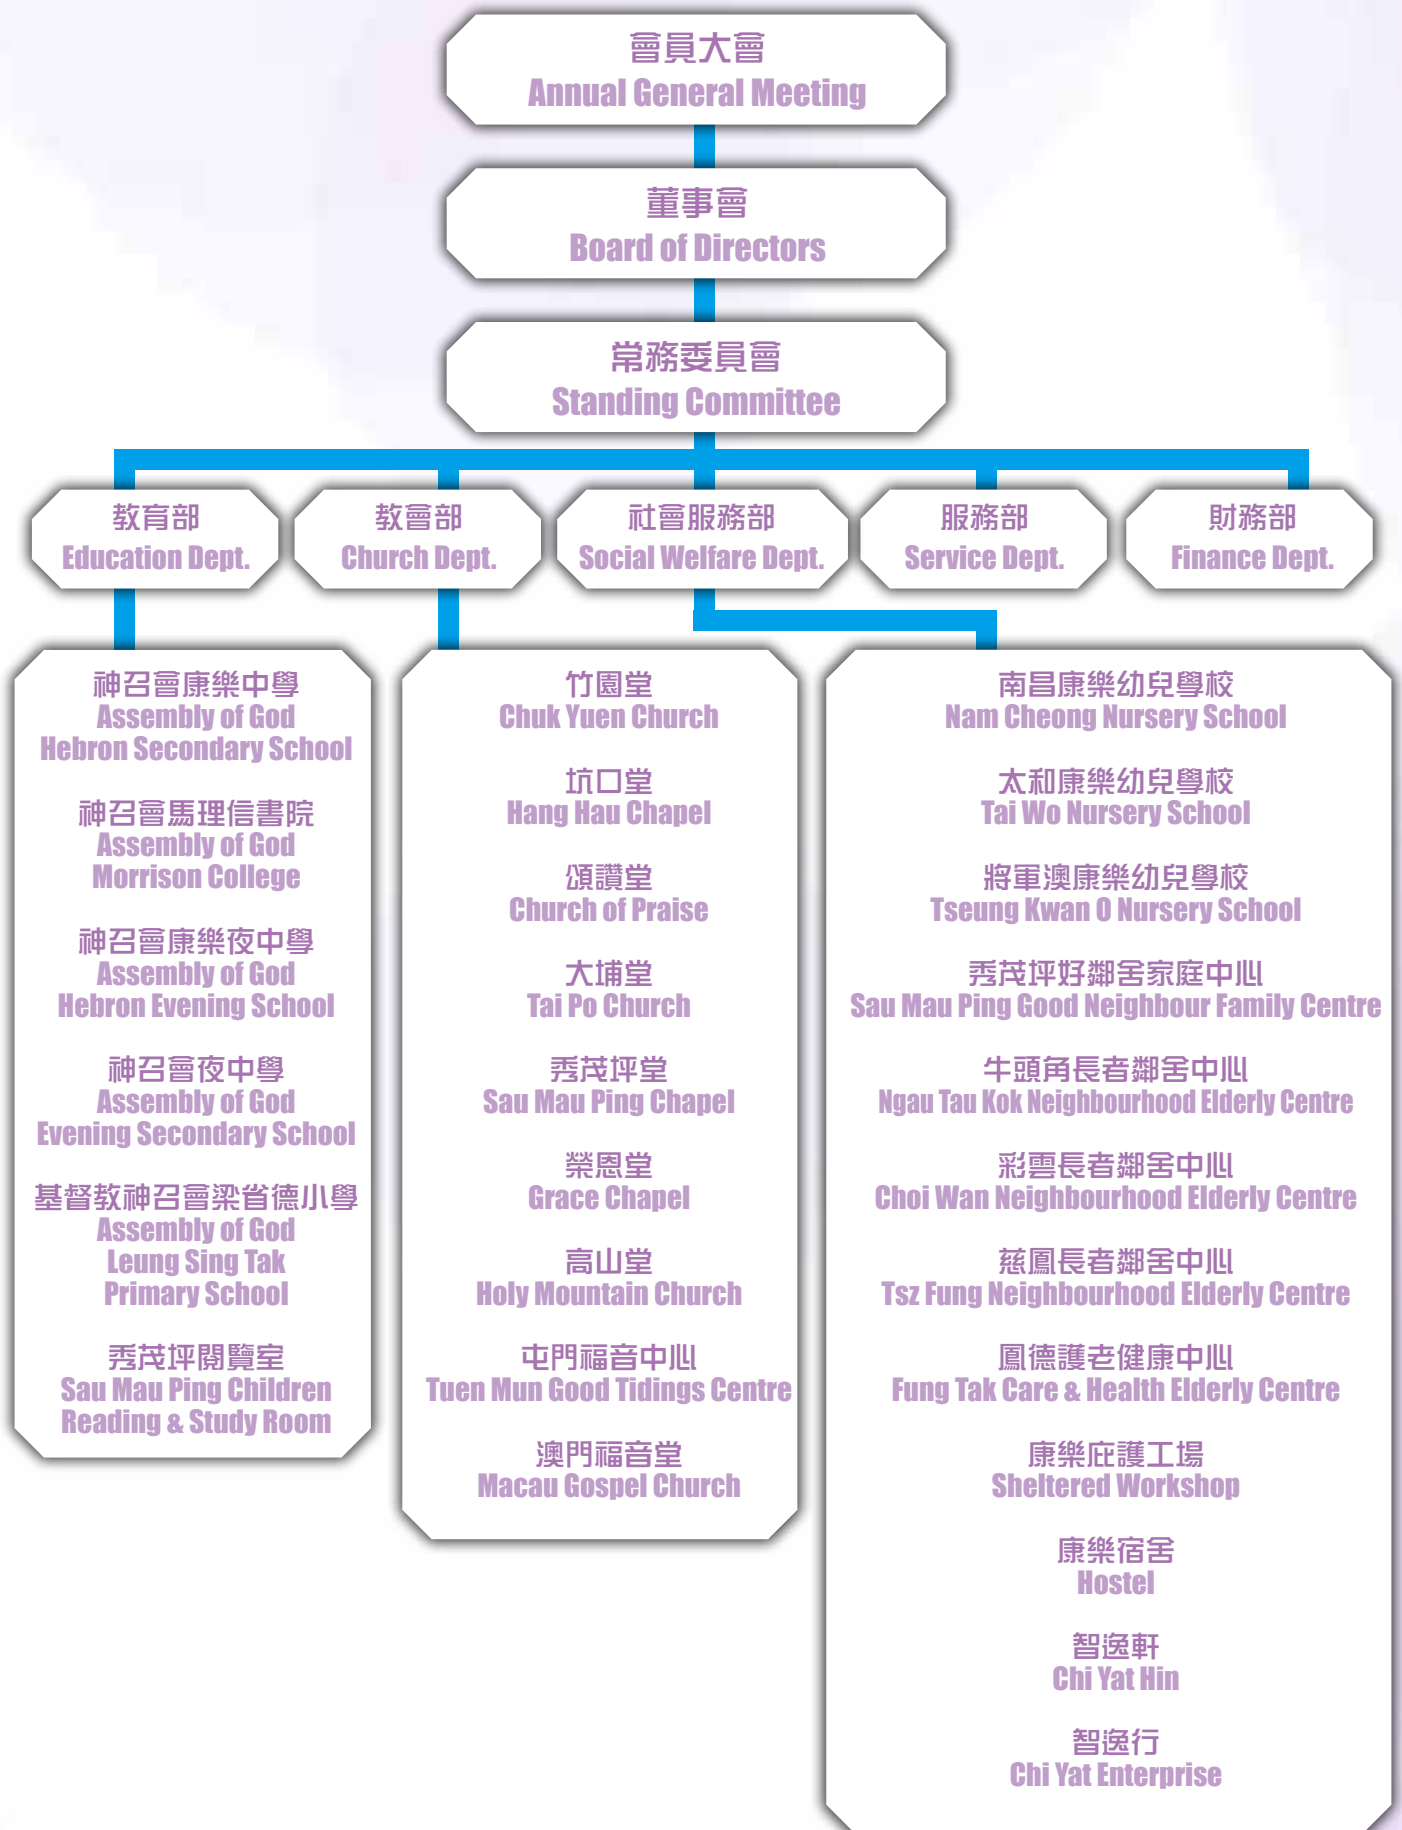 會員大會
Annual General Meeting
董事會
Board of Directors
常務委員會
Standing Committee
教育部
Education Dept.
教會部
Church Dept.
社會服務部
Social Welfare Dept.
服務部
Service Dept.
財務部
Finance Dept.
神召會康樂中學
Assembly of God
Hebron Secondary School
神召會馬理信書院
Assembly of God
Morrison College
神召會康樂夜中學
Assembly of God
Hebron Evening School
神召會夜中學
Assembly of God
Evening Secondary School
基督教神召會梁省德小學
Assembly of God
Leung Sing Tak
Primary School
秀茂坪閱覽室
Sau Mau Ping Children
Reading & Study Room
竹園堂
Chuk Yuen Church
坑口堂
Hang Hau Chapel
頌讚堂
Church of Praise
大埔堂
Tai Po Church
秀茂坪堂
Sau Mau Ping Chapel
榮恩堂
Grace Chapel
高山堂
Holy Mountain Church
屯門福音中心
Tuen Mun Good Tidings Centre
澳門福音堂
Macau Gospel Church
南昌康樂幼兒學校
Nam Cheong Nursery School
太和康樂幼兒學校
Tai Wo Nursery School
將軍澳康樂幼兒學校
Tseung Kwan O Nursery School
秀茂坪好鄰舍家庭中心
Sau Mau Ping Good Neighbour Family Centre
牛頭角長者鄰舍中心
Ngau Tau Kok Neighbourhood Elderly Centre
彩雲長者鄰舍中心
Choi Wan Neighbourhood Elderly Centre
慈鳳長者鄰舍中心
Tsz Fung Neighbourhood Elderly Centre
鳳德護老健康中心
Fung Tak Care & Health Elderly Centre
康樂庇護工場
Sheltered Workshop
康樂宿舍
Hostel
智逸軒
Chi Yat Hin
智逸行
Chi Yat Enterprise